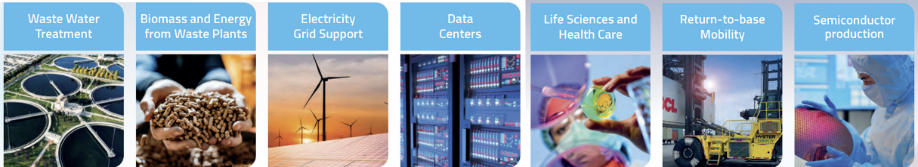 Waste Water
Treatment
Biomass and Energy
from Waste Plants
Electricity
Grid Support
Data
Centers
Life Sciences and
Health Care
Return-to-base
Mobility
Semiconductor
production